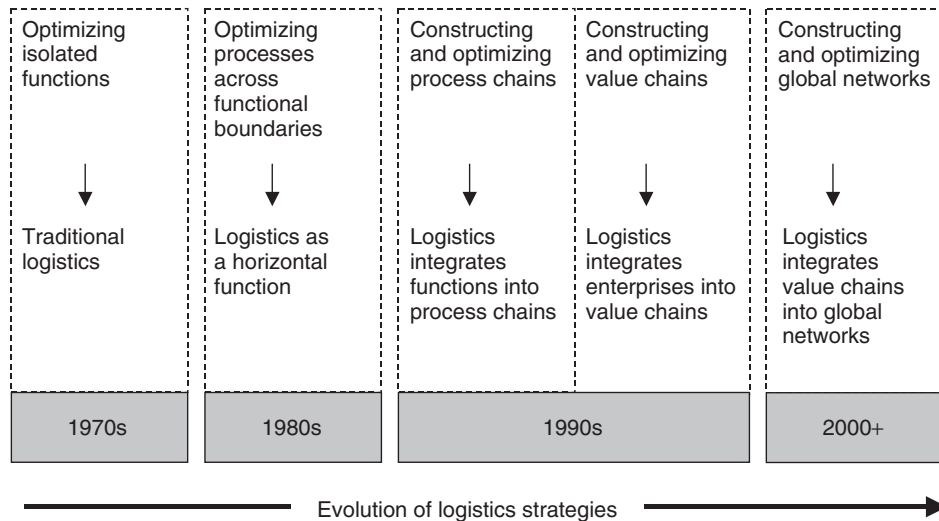 Optimizing
isolated
functions
Traditional
logistics
1970s
Optimizing
processes
across
functional
boundaries
Logistics as
a horizontal
function
1980s
Constructing
and optimizing
process chains
Logistics
integrates
functions into
process chains
Constructing
and optimizing
value chains
Logistics
integrates
enterprises into
value chains
1990s
Constructing
and optimizing
global networks
Logistics
integrates
value chains
into global
networks
2000+
Evolution of logistics strategies